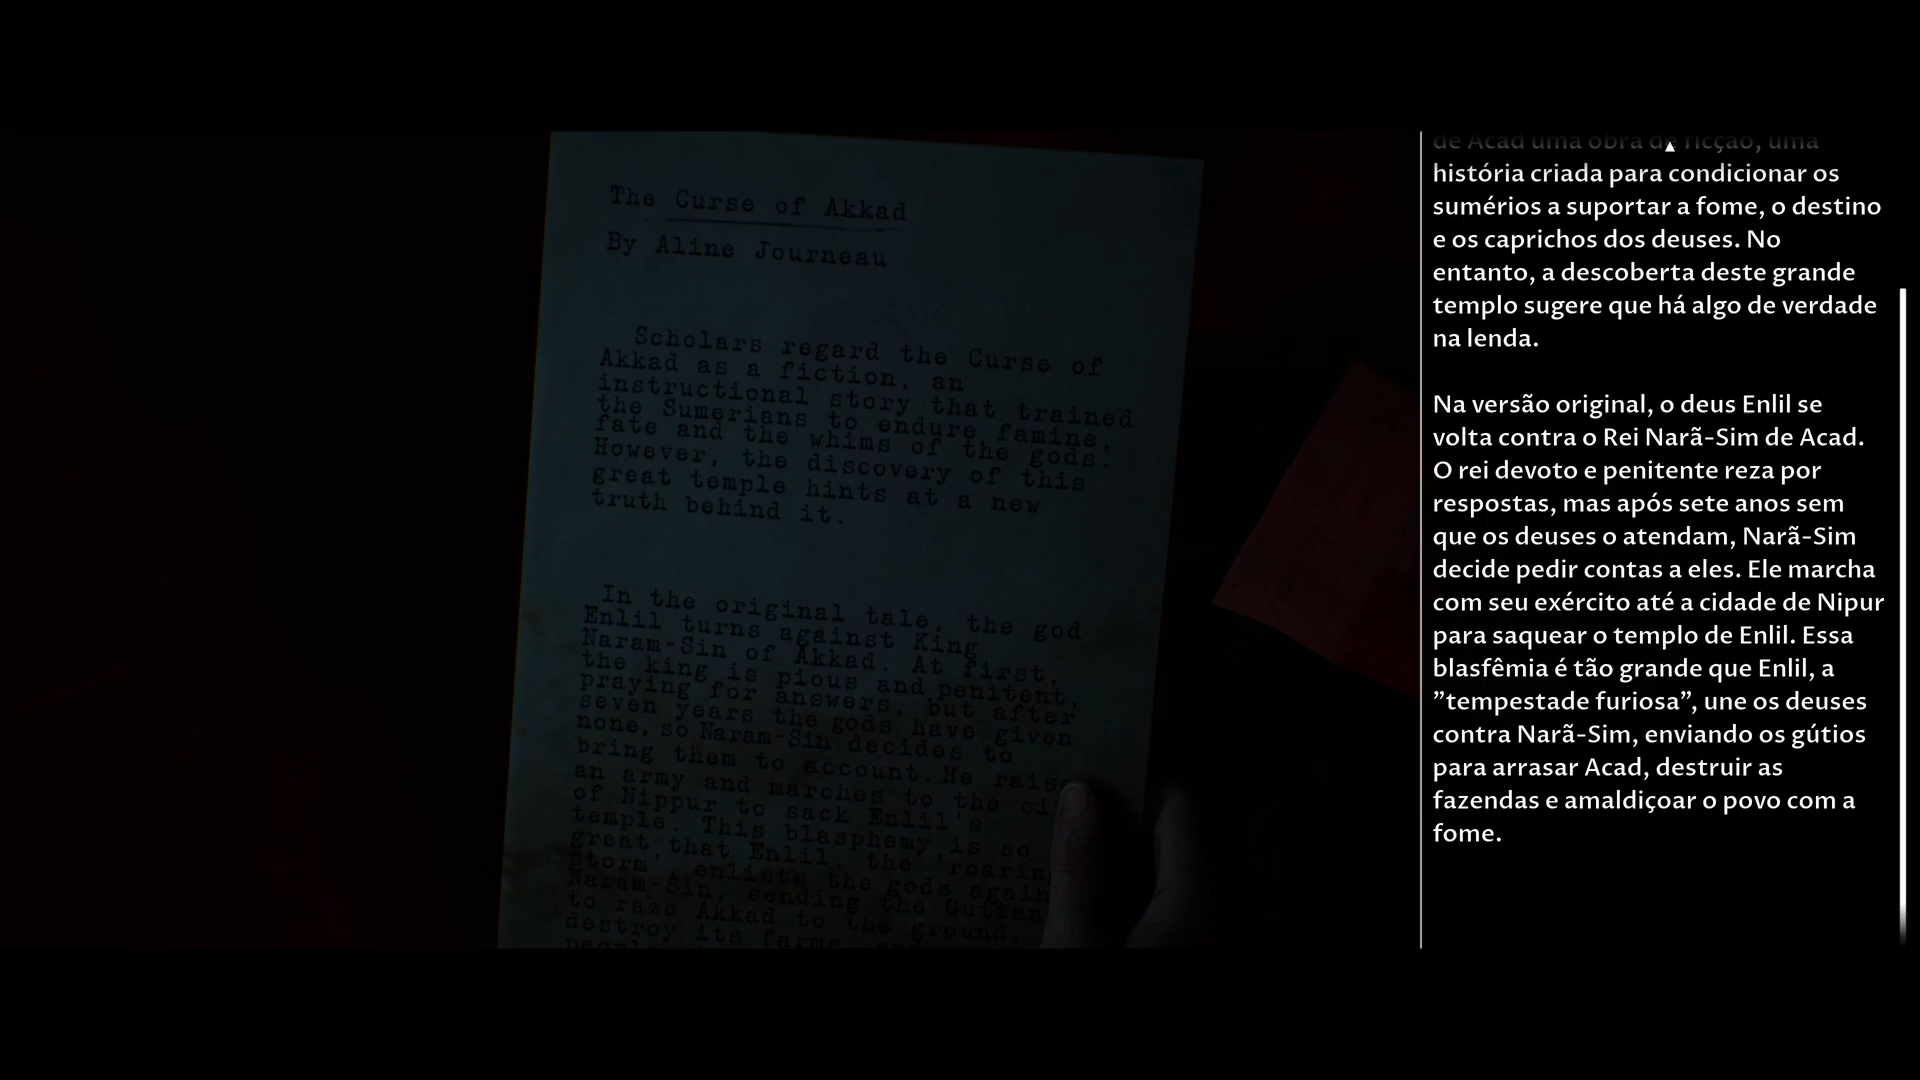 The Curse of Akkad
By Aline Journeau
Scholars regard the Curse of
Akkad as a fiction, an
instructional story that trained
the Sumerians to endure famine,
fate and the whims of the gods.
However, the discovery of this
great temple hints at a new
truth behind it.
In the original tale, the god
Enlil turns against King
Naram-Sin of Akkad. At first,
the king is pious and penitent,
praying for answers, but after
seven years the gods have given
none, so Naram-Sin decides to
bring them to account. He
an army and marches to the
of Nippur to sack Enlil's
temple. This blasphemy is so
great that Enlil, the 'roaring
storm', enlists the gods
Naram-Sin, sending the Gutian
to raze Akkad to the ground,
destroy its farms,
de Acad uma obra de ficção, uma
história criada para condicionar os
sumérios a suportar a fome, o destino
e os caprichos dos deuses. No
entanto, a descoberta deste grande
templo sugere que há algo de verdade
na lenda.
Na versão original, o deus Enlil se
volta contra o Rei Narã-Sim de Acad.
O rei devoto e penitente reza por
respostas, mas após sete anos sem
que os deuses o atendam, Narã-Sim
decide pedir contas a eles. Ele marcha
com seu exército até a cidade de Nipur
para saquear o templo de Enlil. Essa
blasfêmia é tão grande que Enlil, a
”tempestade furiosa”, une os deuses
contra Narã-Sim, enviando os gútios
para arrasar Acad, destruir as
fazendas e amaldiçoar o povo com a
fome.